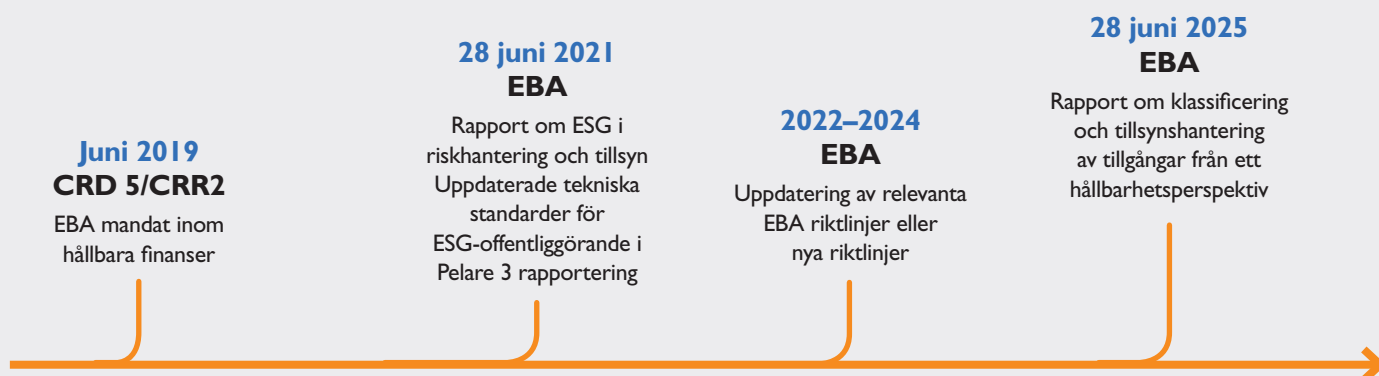 Juni 2019
CRD 5/CRR2
EBA mandat inom
hållbara finanser
28 juni 2021
EBA
Rapport om ESG i
riskhantering och tillsyn
Uppdaterade tekniska
standarder för
ESG-offentliggörande i
Pelare 3 rapportering
2022–2024
EBA
Uppdatering av relevanta
EBA riktlinjer eller
nya riktlinjer
28 juni 2025
EBA
Rapport om klassificering
och tillsynshantering
av tillgångar från ett
hållbarhetsperspektiv